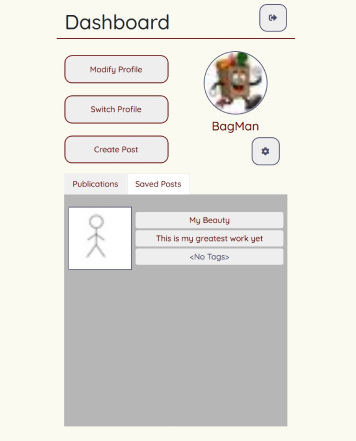 Dashboard
Modify Profile
Switch Profile
Create Post
BagMan
Publications
Saved Posts
My Beauty
This is my greatest work yet
<No Tags>